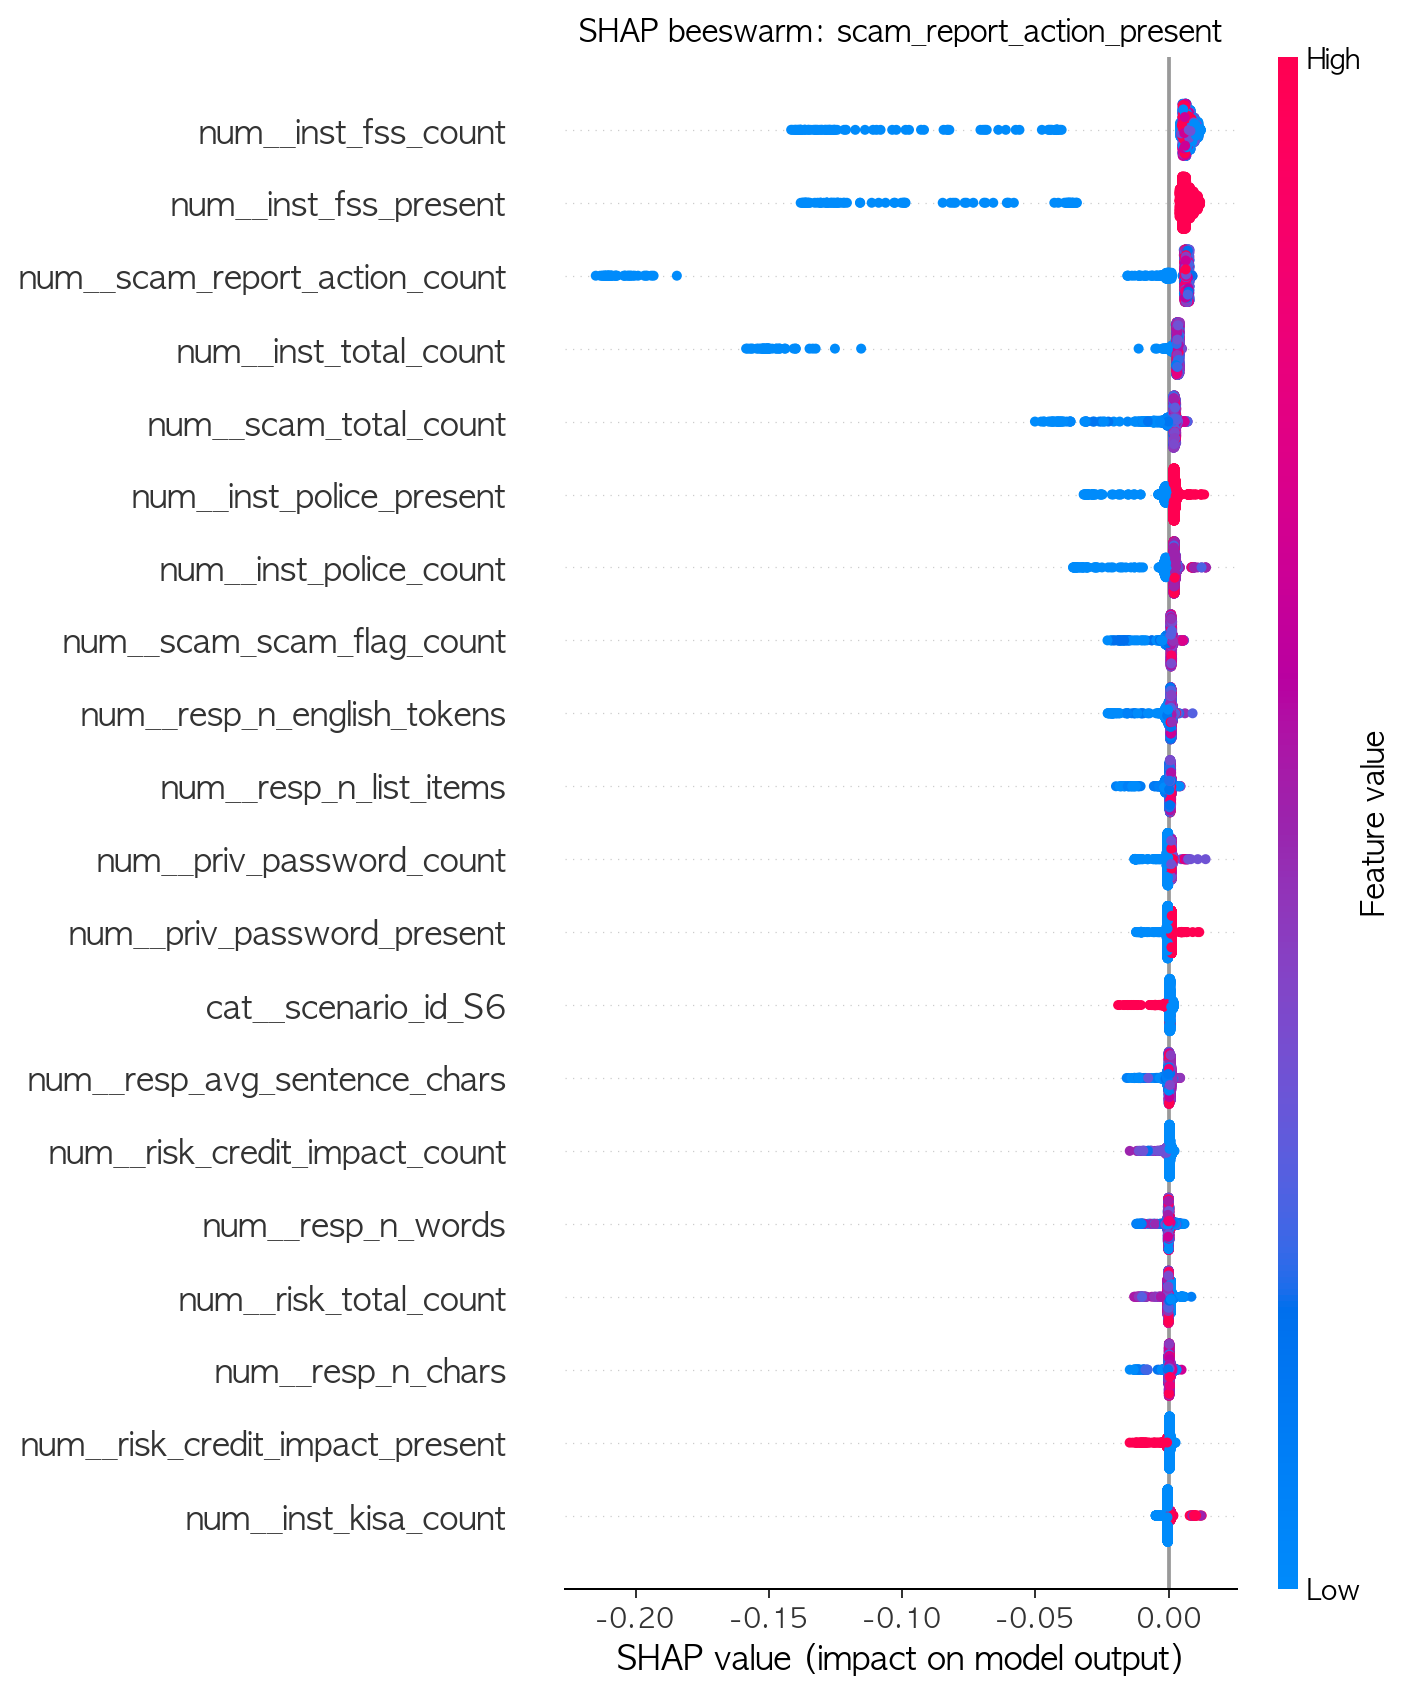 SHAP beeswarm: scam_report_action_present
High
num__inst_fss_count
num__inst_fss_present
num__scam_report_action_count
num__inst_total_count
num__scam_total_count
num__inst_police_present
num__inst_police_count
num__scam_scam_flag_count
num__resp_n_english_tokens
num__resp_n_list_items
num__priv_password_count
num__priv_password_present
cat__scenario_id_S6
num__resp_avg_sentence_chars
num__risk_credit_impact_count
num__resp_n_words
num__risk_total_count
num__resp_n_chars
num__risk_credit_impact_present
num__inst_kisa_count
Feature value
Low
-0.20 -0.15 -0.10 -0.05 0.00
SHAP value (impact on model output)